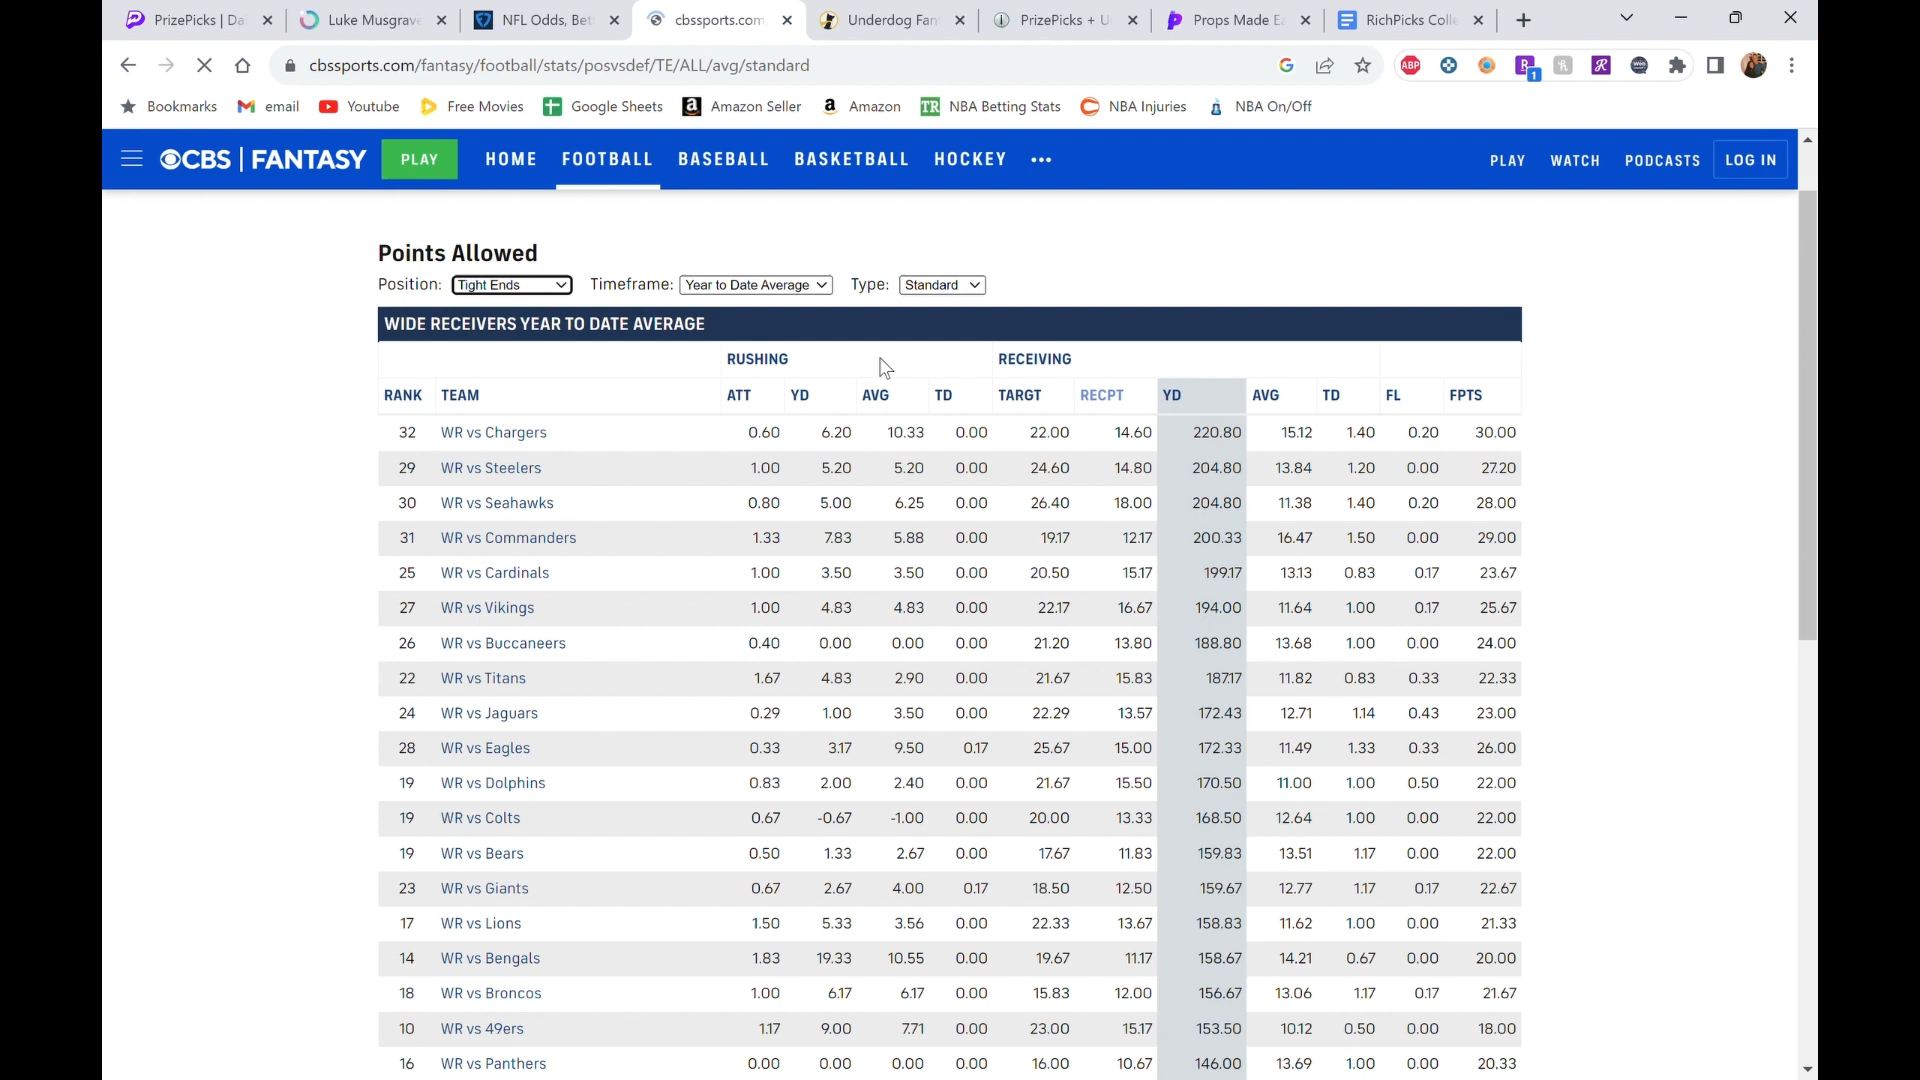 PrizePicks | Da
Luke Musgrave
NFL Odds, Bet
cbssports.com
Underdog Fan
PrizePicks + U
Props Made Ea
RichPicks Colle
cbssports.com/fantasy/football/stats/posvsdef/TE/ALL/avg/standard
ABP
1
Bookmarks email Youtube Free Movies Google Sheets Amazon Seller Amazon TR NBA Betting Stats NBA Injuries NBA On/Off
CBS | FANTASY PLAY HOME FOOTBALL BASEBALL BASKETBALL HOCKEY ••• PLAY WATCH PODCASTS LOG IN
Points Allowed
Position: Tight Ends Timeframe: Year to Date Average Type: Standard
WIDE RECEIVERS YEAR TO DATE AVERAGE
RUSHING RECEIVING
RANK TEAM ATT YD AVG TD TARGT RECPT YD AVG TD FL FPTS
32 WR vs Chargers 0.60 6.20 10.33 0.00 22.00 14.60 220.80 15.12 1.40 0.20 30.00
29 WR vs Steelers 1.00 5.20 5.20 0.00 24.60 14.80 204.80 13.84 1.20 0.00 27.20
30 WR vs Seahawks 0.80 5.00 6.25 0.00 26.40 18.00 204.80 11.38 1.40 0.20 28.00
31 WR vs Commanders 1.33 7.83 5.88 0.00 19.17 12.17 200.33 16.47 1.50 0.00 29.00
25 WR vs Cardinals 1.00 3.50 3.50 0.00 20.50 15.17 199.17 13.13 0.83 0.17 23.67
27 WR vs Vikings 1.00 4.83 4.83 0.00 22.17 16.67 194.00 11.64 1.00 0.17 25.67
26 WR vs Buccaneers 0.40 0.00 0.00 0.00 21.20 13.80 188.80 13.68 1.00 0.00 24.00
22 WR vs Titans 1.67 4.83 2.90 0.00 21.67 15.83 187.17 11.82 0.83 0.33 22.33
24 WR vs Jaguars 0.29 1.00 3.50 0.00 22.29 13.57 172.43 12.71 1.14 0.43 23.00
28 WR vs Eagles 0.33 3.17 9.50 0.17 25.67 15.00 172.33 11.49 1.33 0.33 26.00
19 WR vs Dolphins 0.83 2.00 2.40 0.00 21.67 15.50 170.50 11.00 1.00 0.50 22.00
19 WR vs Colts 0.67 -0.67 -1.00 0.00 20.00 13.33 168.50 12.64 1.00 0.00 22.00
19 WR vs Bears 0.50 1.33 2.67 0.00 17.67 11.83 159.83 13.51 1.17 0.00 22.00
23 WR vs Giants 0.67 2.67 4.00 0.17 18.50 12.50 159.67 12.77 1.17 0.17 22.67
17 WR vs Lions 1.50 5.33 3.56 0.00 22.33 13.67 158.83 11.62 1.00 0.00 21.33
14 WR vs Bengals 1.83 19.33 10.55 0.00 19.67 11.17 158.67 14.21 0.67 0.00 20.00
18 WR vs Broncos 1.00 6.17 6.17 0.00 15.83 12.00 156.67 13.06 1.17 0.17 21.67
10 WR vs 49ers 1.17 9.00 7.71 0.00 23.00 15.17 153.50 10.12 0.50 0.00 18.00
16 WR vs Panthers 0.00 0.00 0.00 0.00 16.00 10.67 146.00 13.69 1.00 0.00 20.33